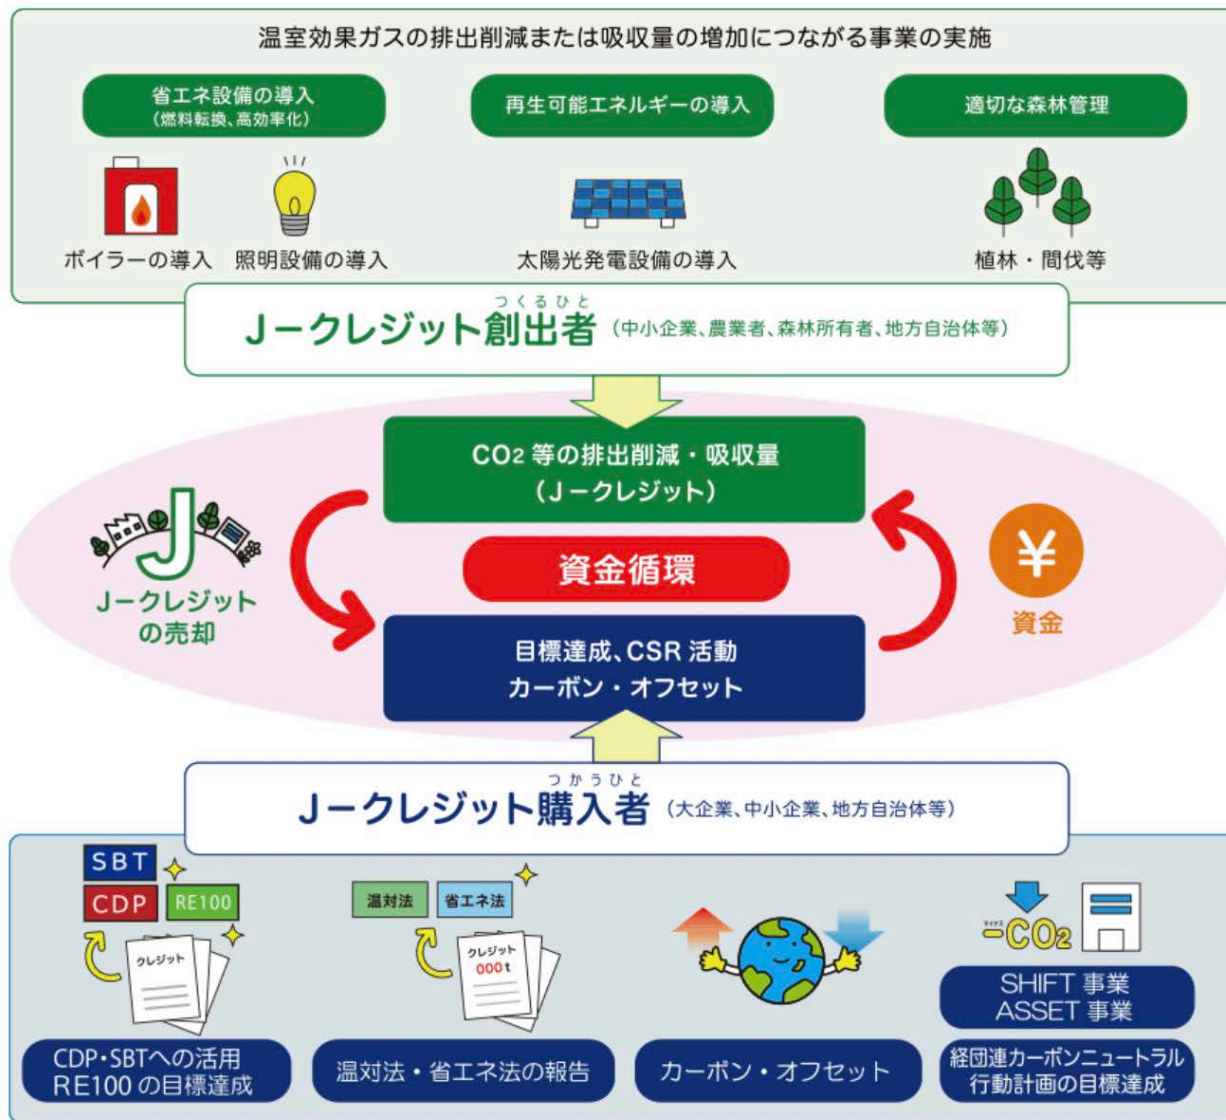 温室効果ガスの排出削減または吸収量の増加につながる事業の実施
省エネ設備の導入
(燃料転換、高効率化)
再生可能エネルギーの導入
適切な森林管理
ボイラーの導入
照明設備の導入
太陽光発電設備の導入
植林・間伐等
つくるひと
Jークレジット創出者（中小企業、農業者、森林所有者、地方自治体等）
CO2 等の排出削減・吸収量
（Jークレジット）
J
Jークレジット
の売却
資金循環
¥
資金
目標達成、CSR 活動
カーボン・オフセット
つかうひと
Jークレジット購入者（大企業、中小企業、地方自治体等）
SBT
CDP
RE100
クレジット
CDP・SBTへの活用
RE100 の目標達成
温対法
省エネ法
クレジット
000t
温対法・省エネ法の報告
カーボン・オフセット
マイナス
-CO2
SHIFT 事業
ASSET 事業
経団連カーボンニュートラル
行動計画の目標達成